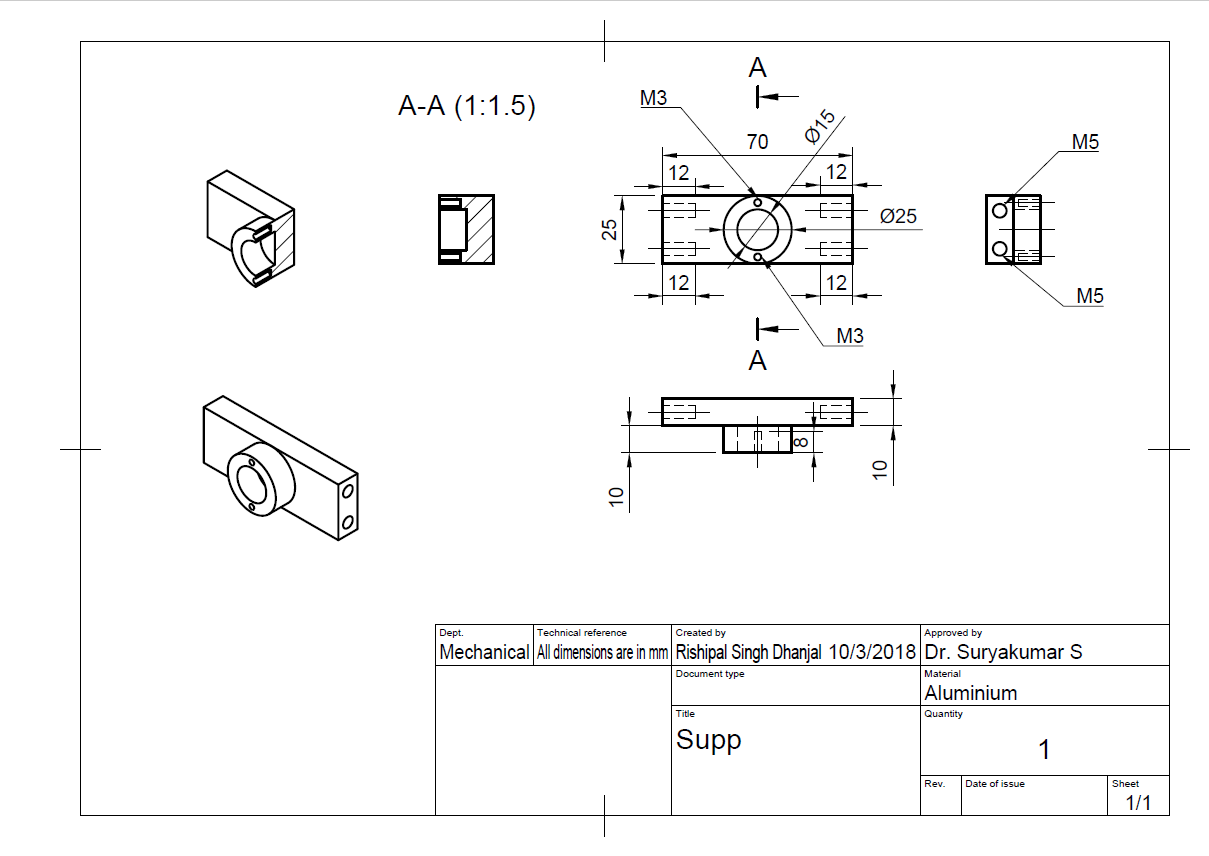 A
A-A (1:1.5)
M3
Ø15
70
M5
12
12
25
Ø25
12
12
M5
M3
A
8
10
10
Dept.
Mechanical
Technical reference
All dimensions are in mm
Created by
Rishipal Singh Dhanjal 10/3/2018
Approved by
Dr. Suryakumar S
Document type
Material
Aluminium
Title
Supp
Quantity
1
Rev.
Date of issue
Sheet
1/1